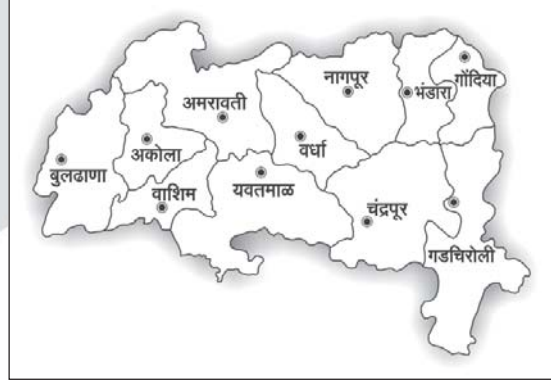 नागपूर
गोंदिया
भंडारा
अमरावती
वर्धा
अकोला
बुलढाणा
वाशिम
यवतमाळ
चंद्रपूर
गडचिरोली